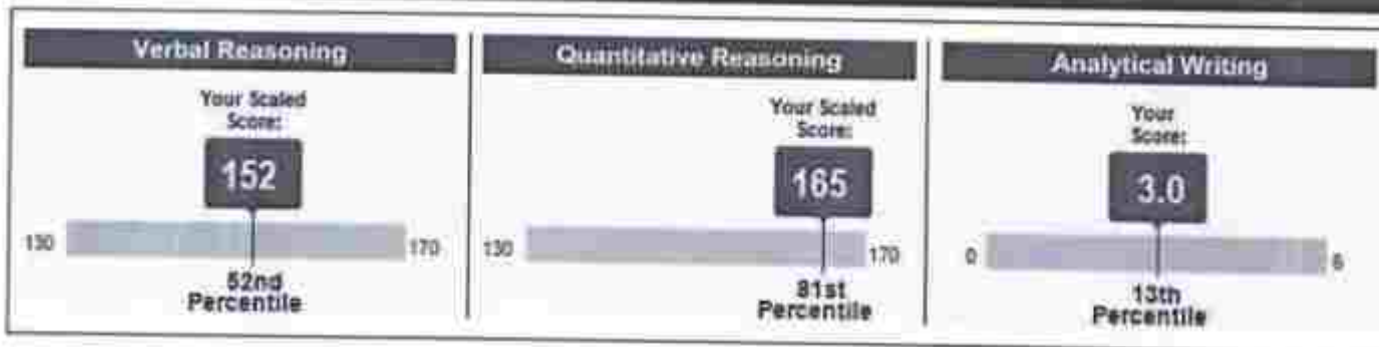 Verbal Reasoning
Your Scaled
Score:
152
130
170
52nd
Percentile
Quantitative Reasoning
Your Scaled
Score:
165
130
170
81st
Percentile
Analytical Writing
Your
Score:
3.0
0
6
13th
Percentile